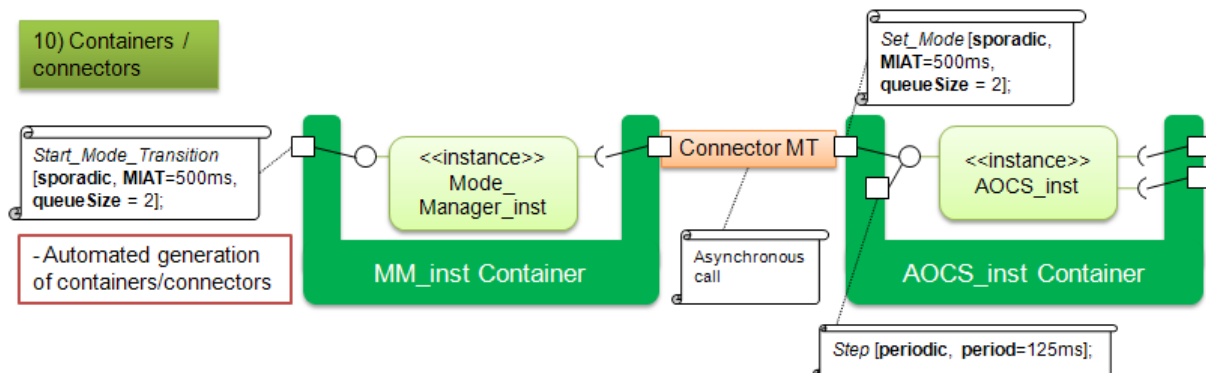 10) Containers /
connectors
Start_Mode_Transition
[sporadic, MIAT=500ms,
queueSize = 2];
- Automated generation
of containers/connectors
<<instance>>
Mode_
Manager_inst
MM_inst Container
Connector MT
Asynchronous
call
Set_Mode [sporadic,
MIAT=500ms,
queueSize = 2];
<<instance>>
AOCS_inst
AOCS_inst Container
Step [periodic, period=125ms];